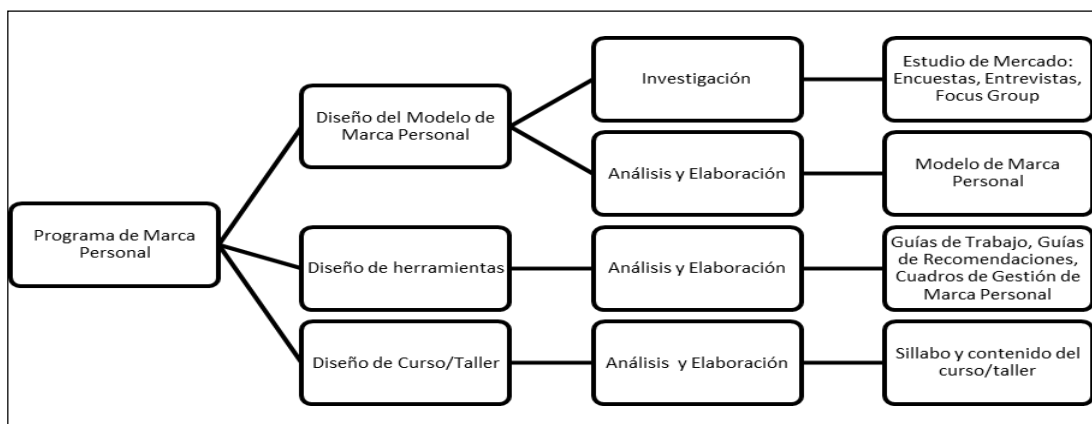 Programa de Marca
Personal
Diseño del Modelo de
Marca Personal
Investigación
Estudio de Mercado:
Encuestas, Entrevistas,
Focus Group
Análisis y Elaboración
Modelo de Marca
Personal
Diseño de herramientas
Análisis y Elaboración
Guías de Trabajo, Guías
de Recomendaciones,
Cuadros de Gestión de
Marca Personal
Diseño de Curso/Taller
Análisis y Elaboración
Sillabo y contenido del
curso/taller